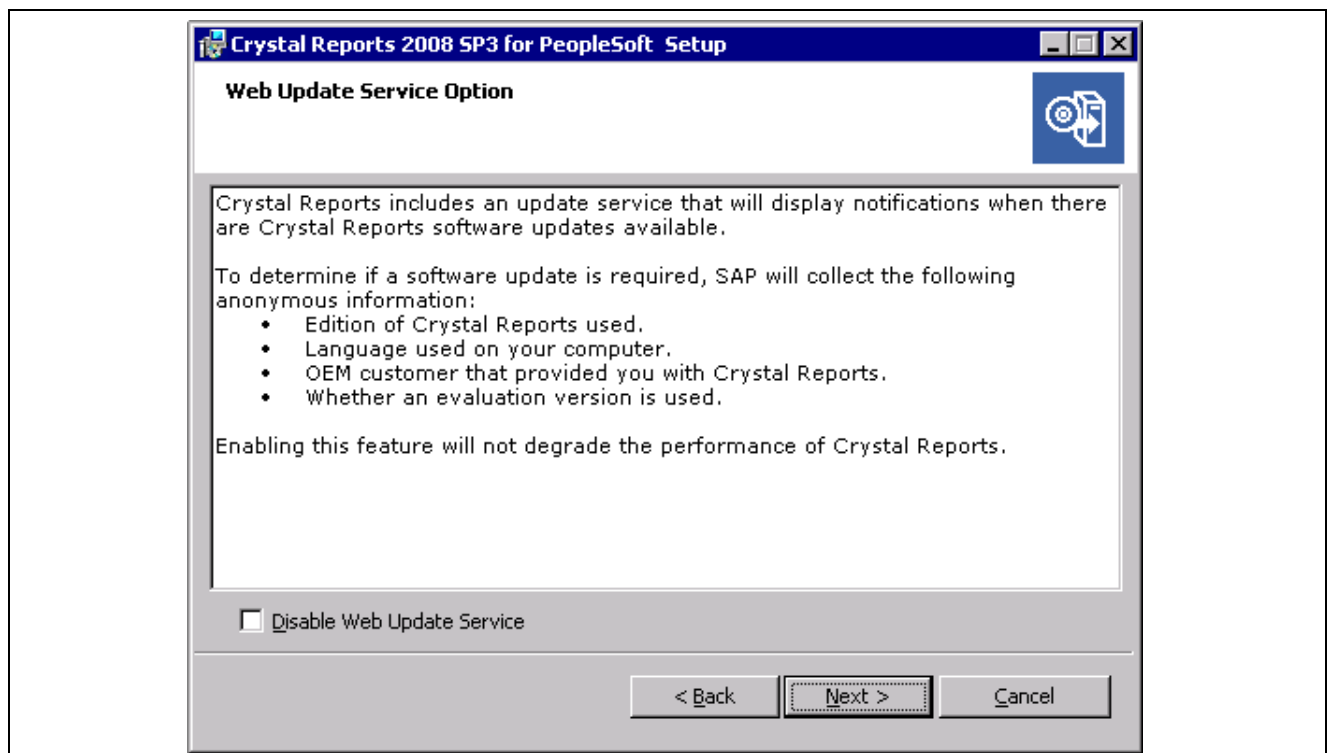 Crystal Reports 2008 SP3 for PeopleSoft  Setup
Web Update Service Option
Crystal Reports includes an update service that will display notifications when there
are Crystal Reports software updates available.
To determine if a software update is required, SAP will collect the following
anonymous information:
• Edition of Crystal Reports used.
• Language used on your computer.
• OEM customer that provided you with Crystal Reports.
• Whether an evaluation version is used.
Enabling this feature will not degrade the performance of Crystal Reports.
Disable Web Update Service
< Back Next > Cancel